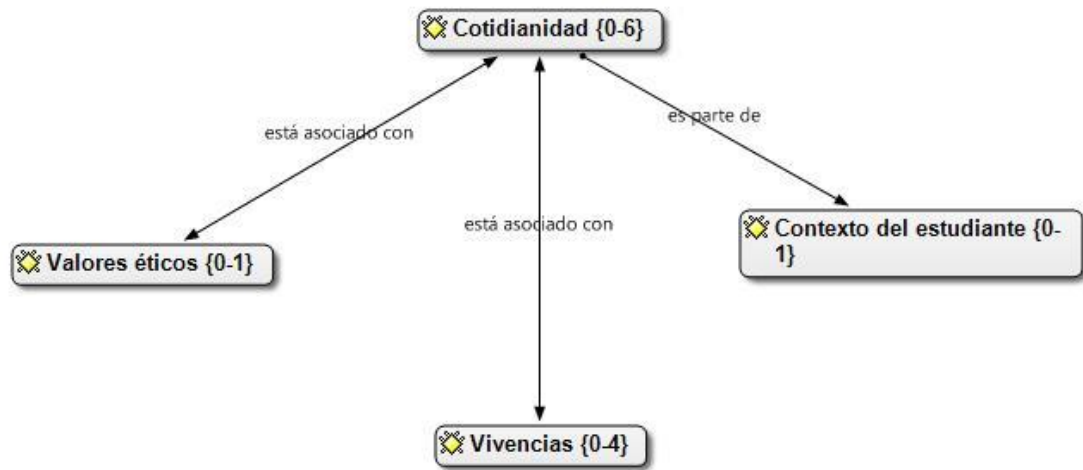 Cotidianidad {0-6}
es parte de
está asociado con
está asociado con
Contexto del estudiante {0-
1}
Valores éticos {0-1}
Vivencias {0-4}